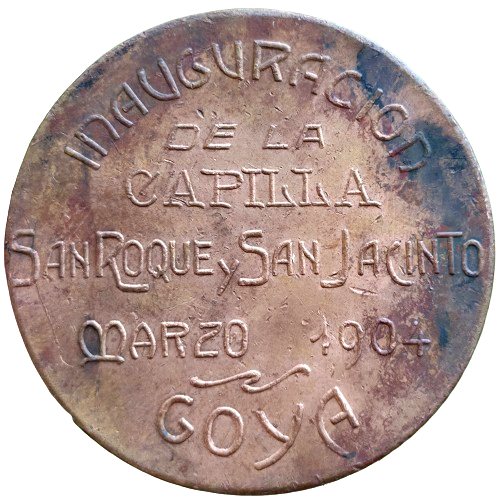 INAUGURACION
DE LA
CAPILLA
SAN ROQUE y SAN JACINTO
MARZO 1904
GOYA